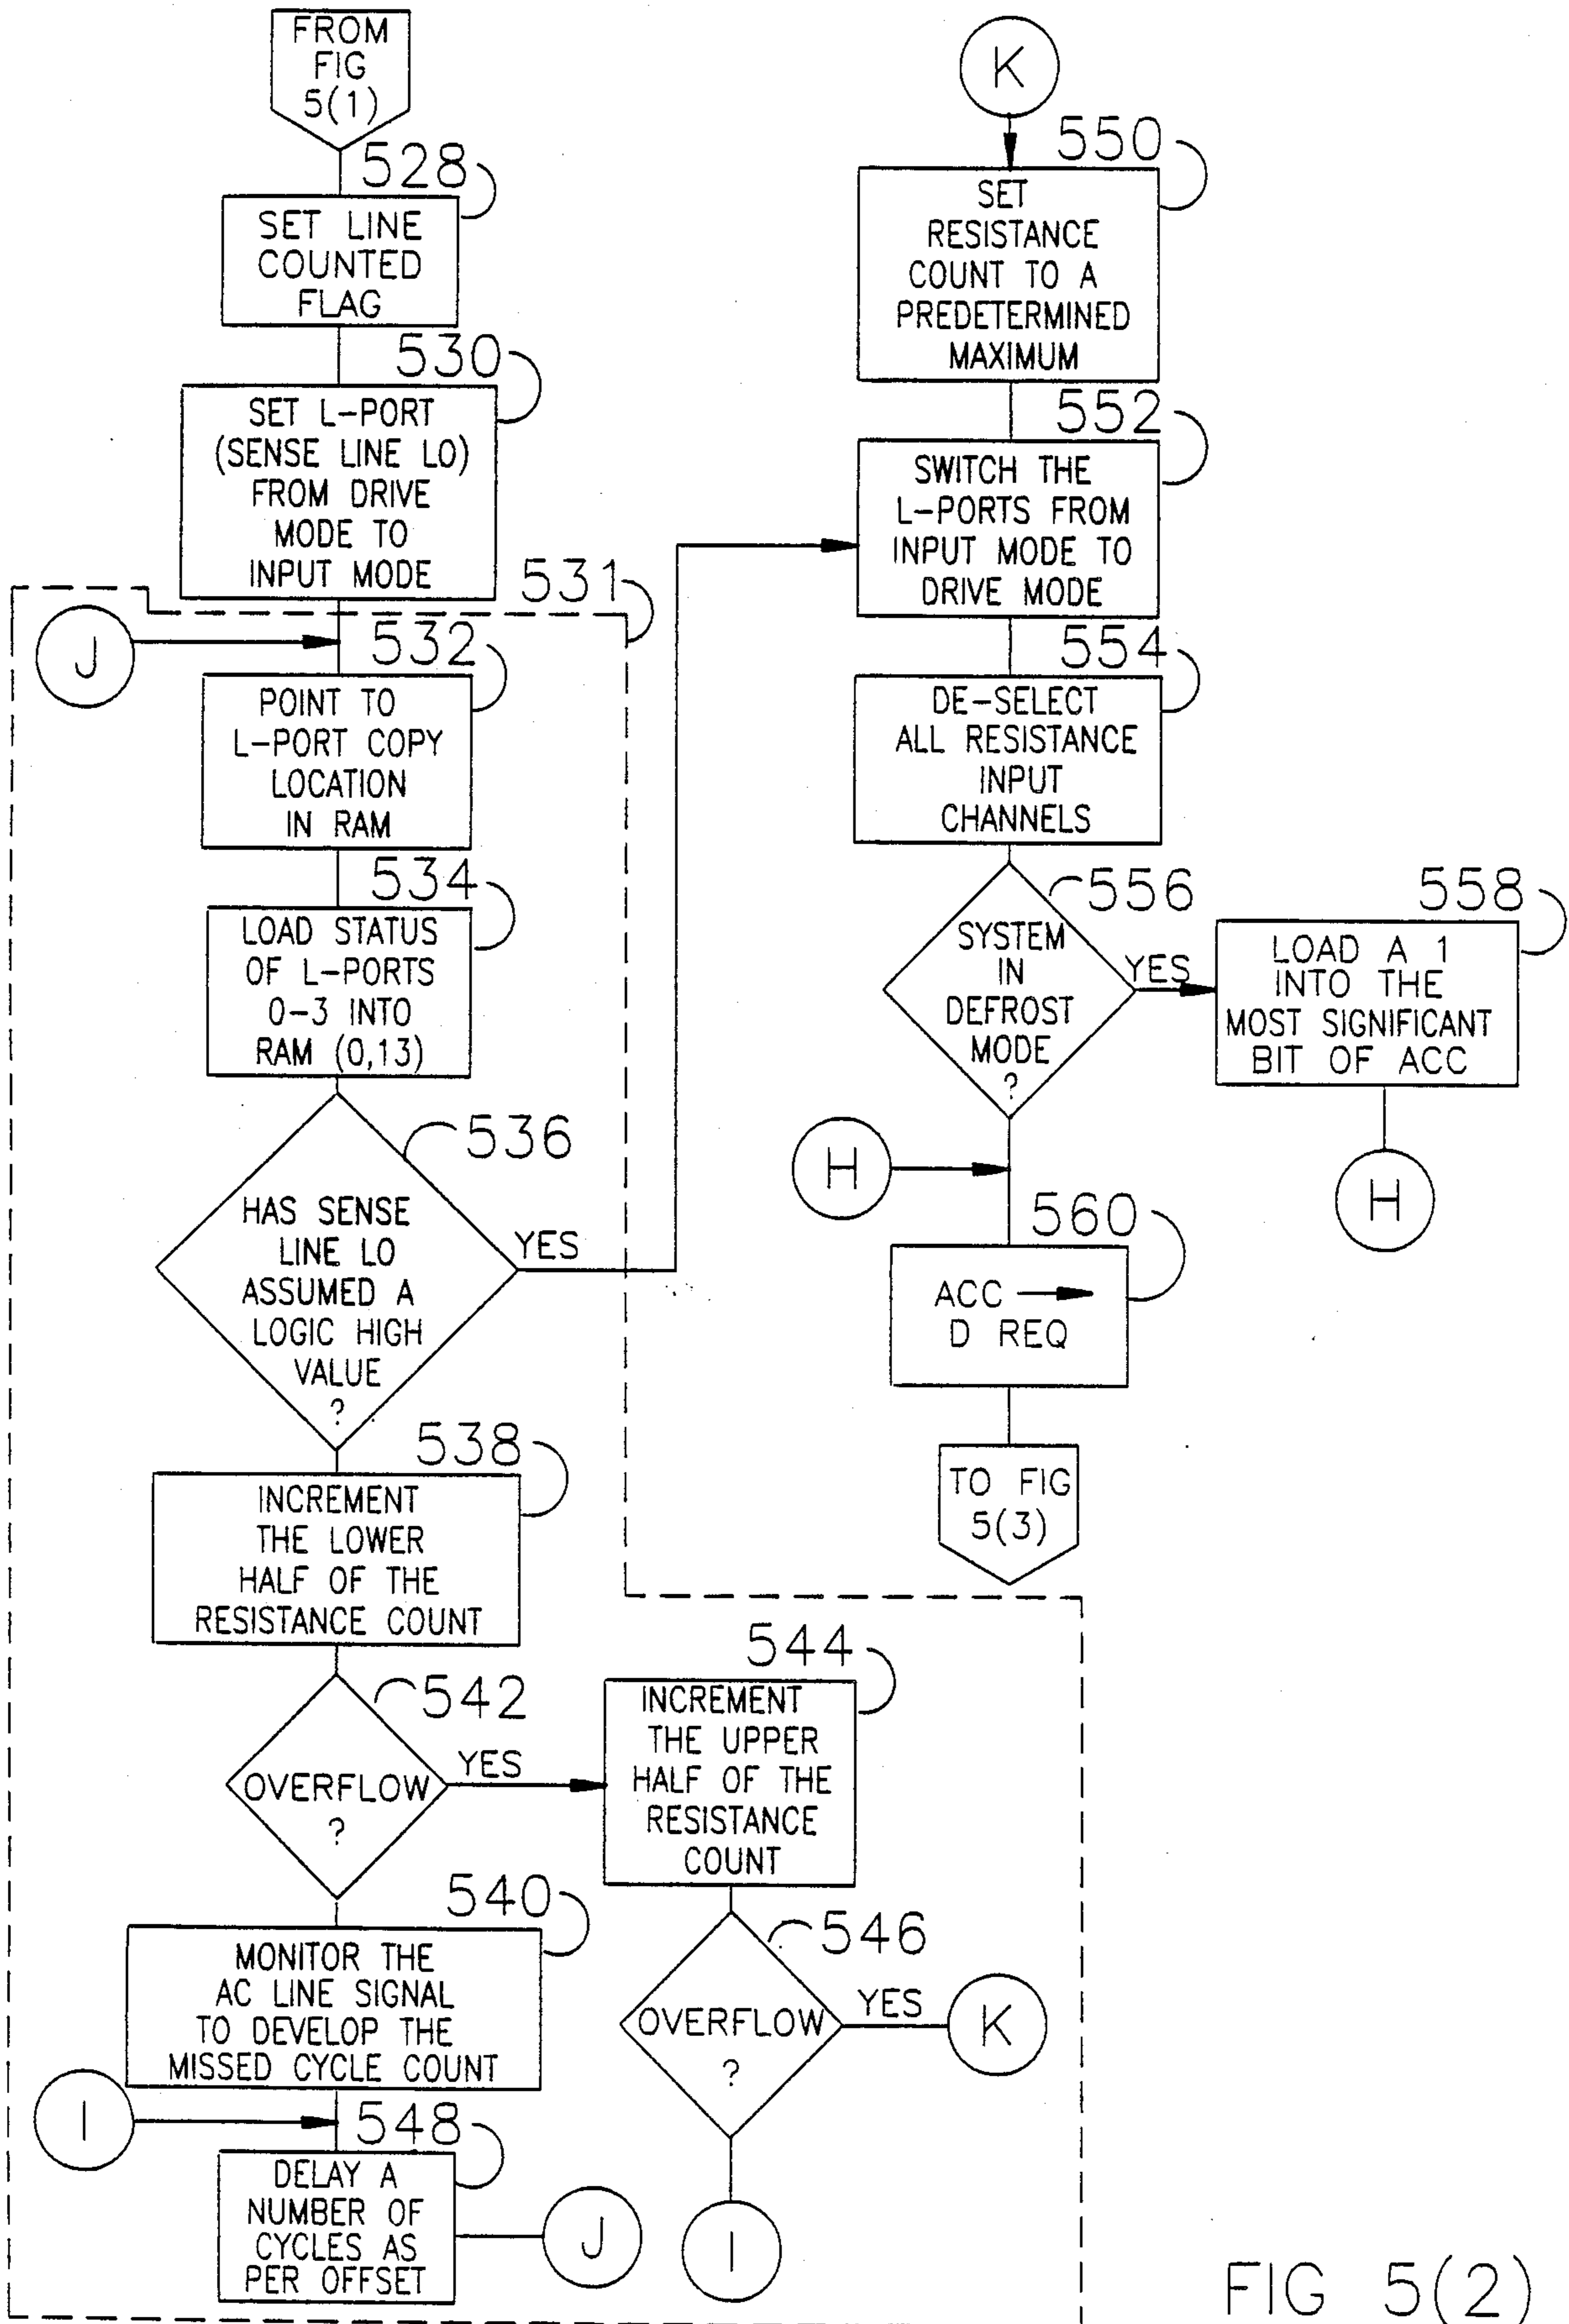 FROM
FIG
5(1)
528
SET LINE
COUNTED
FLAG
530
SET L-PORT
(SENSE LINE LO)
FROM DRIVE
MODE TO
INPUT MODE
531
J
532
POINT TO
L-PORT COPY
LOCATION
IN RAM
534
LOAD STATUS
OF L-PORTS
0-3 INTO
RAM (0,13)
536
HAS SENSE
LINE LO
ASSUMED A
LOGIC HIGH
VALUE
?
YES
538
INCREMENT
THE LOWER
HALF OF THE
RESISTANCE COUNT
542
OVERFLOW
?
YES
544
INCREMENT
THE UPPER
HALF OF THE
RESISTANCE
COUNT
540
MONITOR THE
AC LINE SIGNAL
TO DEVELOP THE
MISSED CYCLE COUNT
546
OVERFLOW
?
YES
K
I
548
DELAY A
NUMBER OF
CYCLES AS
PER OFFSET
J
I
K
550
SET
RESISTANCE
COUNT TO A
PREDETERMINED
MAXIMUM
552
SWITCH THE
L-PORTS FROM
INPUT MODE TO
DRIVE MODE
554
DE-SELECT
ALL RESISTANCE
INPUT
CHANNELS
556
SYSTEM
IN
DEFROST
MODE
?
YES
558
LOAD A 1
INTO THE
MOST SIGNIFICANT
BIT OF ACC
H
H
560
ACC →
D REQ
TO FIG
5(3)
FIG 5(2)